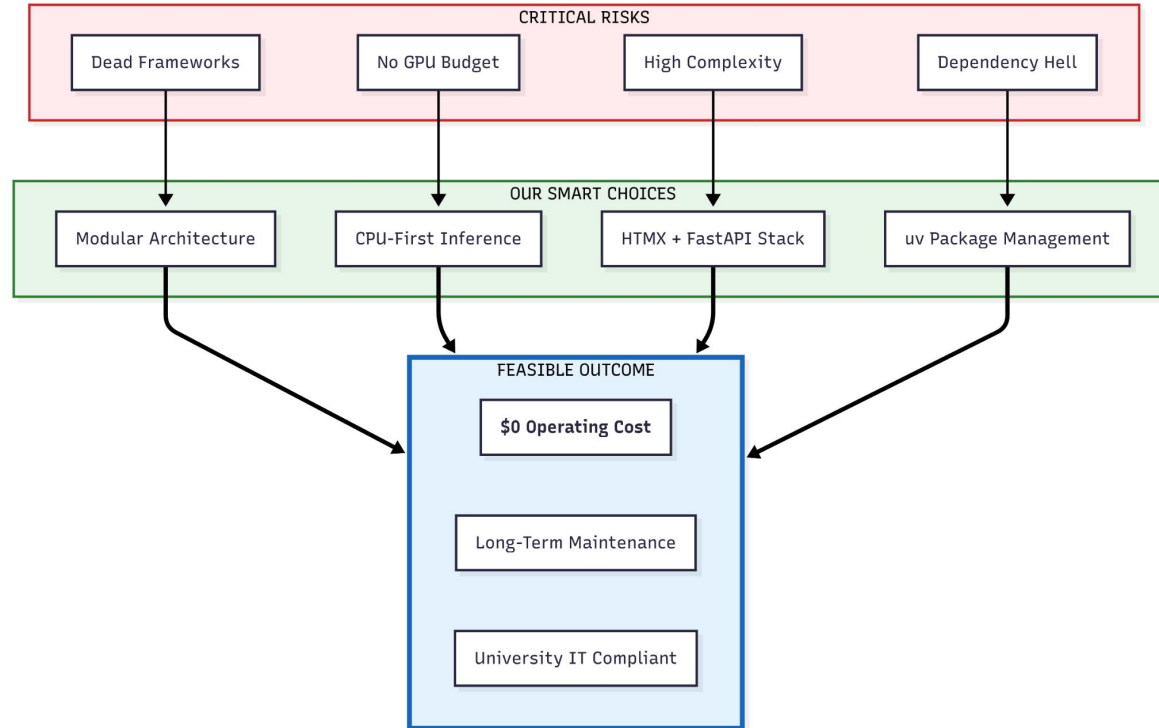 CRITICAL RISKS
Dead Frameworks
No GPU Budget
High Complexity
Dependency Hell
OUR SMART CHOICES
Modular Architecture
CPU-First Inference
HTMX + FastAPI Stack
uv Package Management
FEASIBLE OUTCOME
$0 Operating Cost
Long-Term Maintenance
University IT Compliant